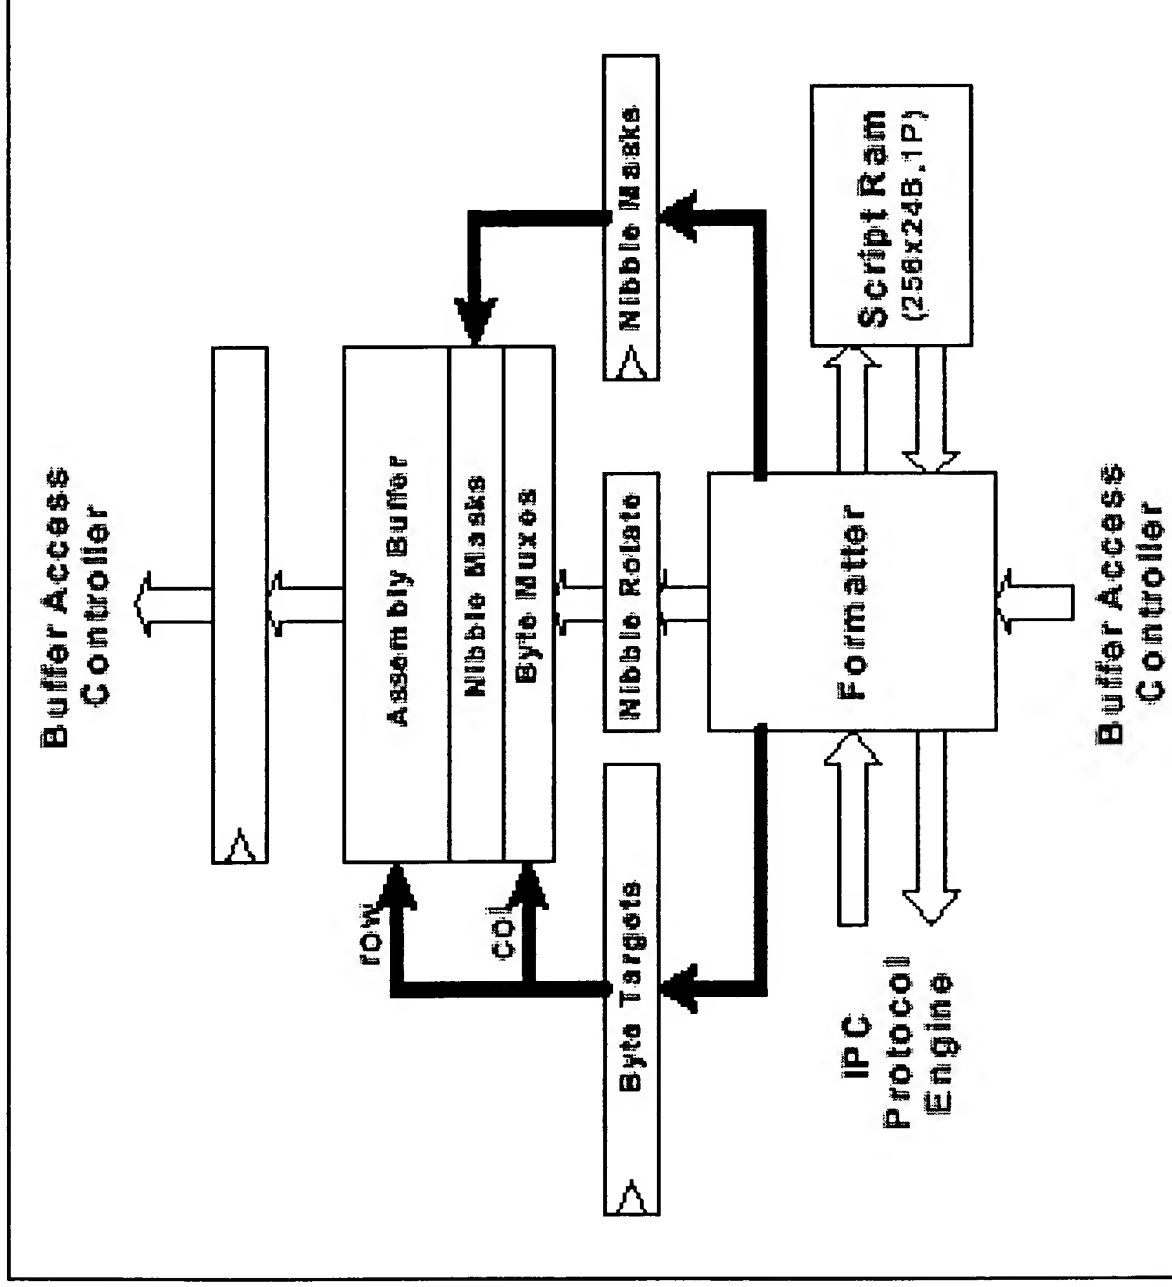 Buffer Access
Controller
Assembly Buffer
Nibble Masks
Byte Muxes
row
col
Byte Targets
Nibble Rotate
Nibble Masks
Formatter
Script Ram
(256x24B,1P)
IPC
Protocol
Engine
Buffer Access
Controller